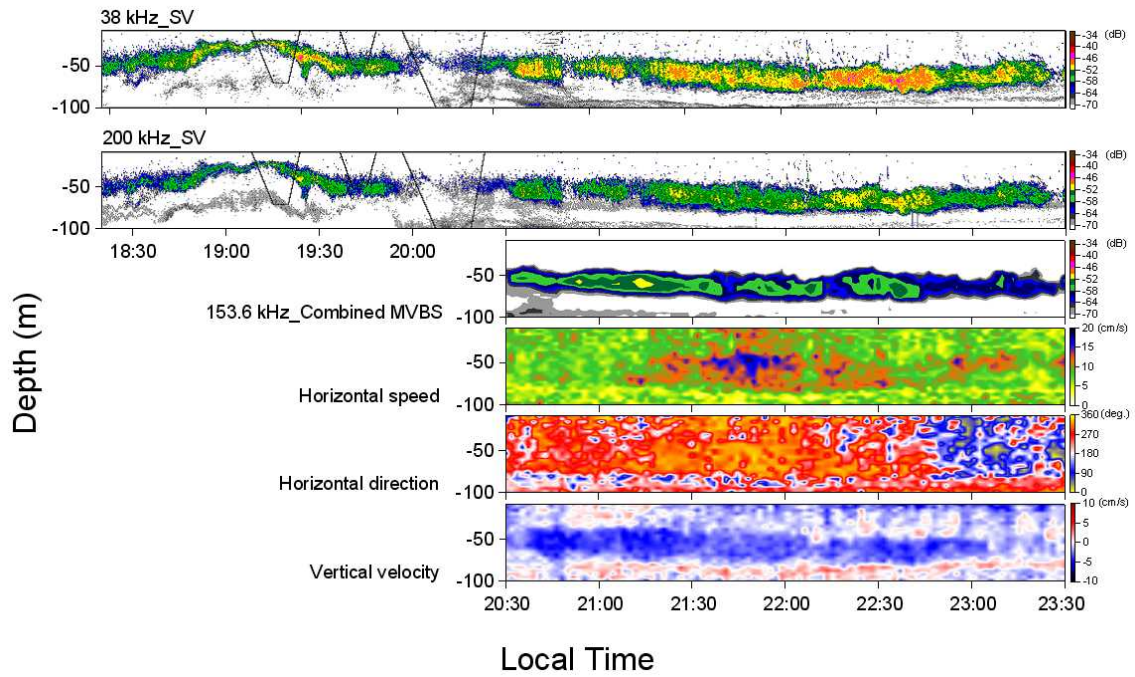 38 kHz_SV
-50
-100
-34 (dB)
-40
-46
-52
-58
-64
-70
200 kHz_SV
-50
-100
-34 (dB)
-40
-46
-52
-58
-64
-70
18:30 19:00 19:30 20:00
153.6 kHz_Combined MVBS
-50
-100
-34 (dB)
-40
-46
-52
-58
-64
-70
Horizontal speed
-50
-100
20 (cm/s)
15
10
5
0
Horizontal direction
-50
-100
360 (deg.)
270
180
90
0
Vertical velocity
-50
-100
10 (cm/s)
5
0
-5
-10
20:30 21:00 21:30 22:00 22:30 23:00 23:30
Depth (m)
Local Time